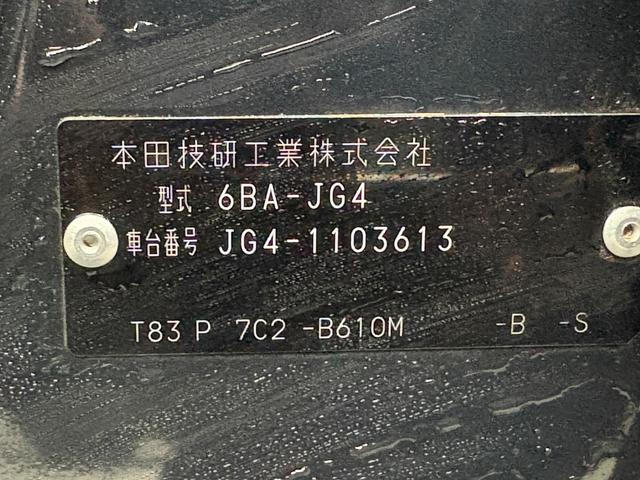 本田技研工業株式会社
型式 6BA-JG4
車台番号 JG4-1103613
T83 P 7C2 -B610M -B -S